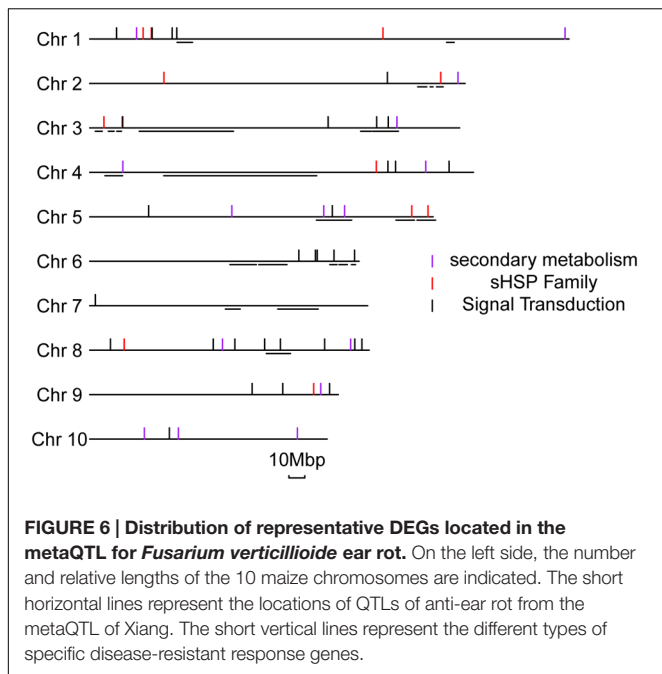 Chr 1
Chr 2
Chr 3
Chr 4
Chr 5
Chr 6
Chr 7
Chr 8
Chr 9
Chr 10
secondary metabolism
sHSP Family
Signal Transduction
10Mbp
FIGURE 6 | Distribution of representative DEGs located in the
metaQTL for Fusarium verticillioide ear rot. On the left side, the number
and relative lengths of the 10 maize chromosomes are indicated. The short
horizontal lines represent the locations of QTLs of anti-ear rot from the
metaQTL of Xiang. The short vertical lines represent the different types of
specific disease-resistant response genes.